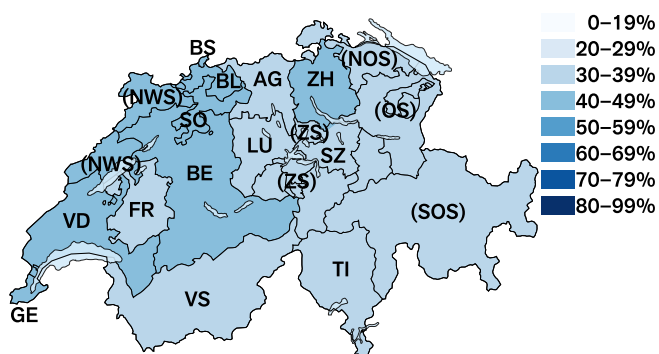 BS
(NWS)
BL
AG
ZH
(NOS)
SO
(ZS)
(OS)
(NWS)
LU
SZ
BE
(ZS)
VD
FR
(SOS)
VS
TI
GE
0–19%
20–29%
30–39%
40–49%
50–59%
60–69%
70–79%
80–99%